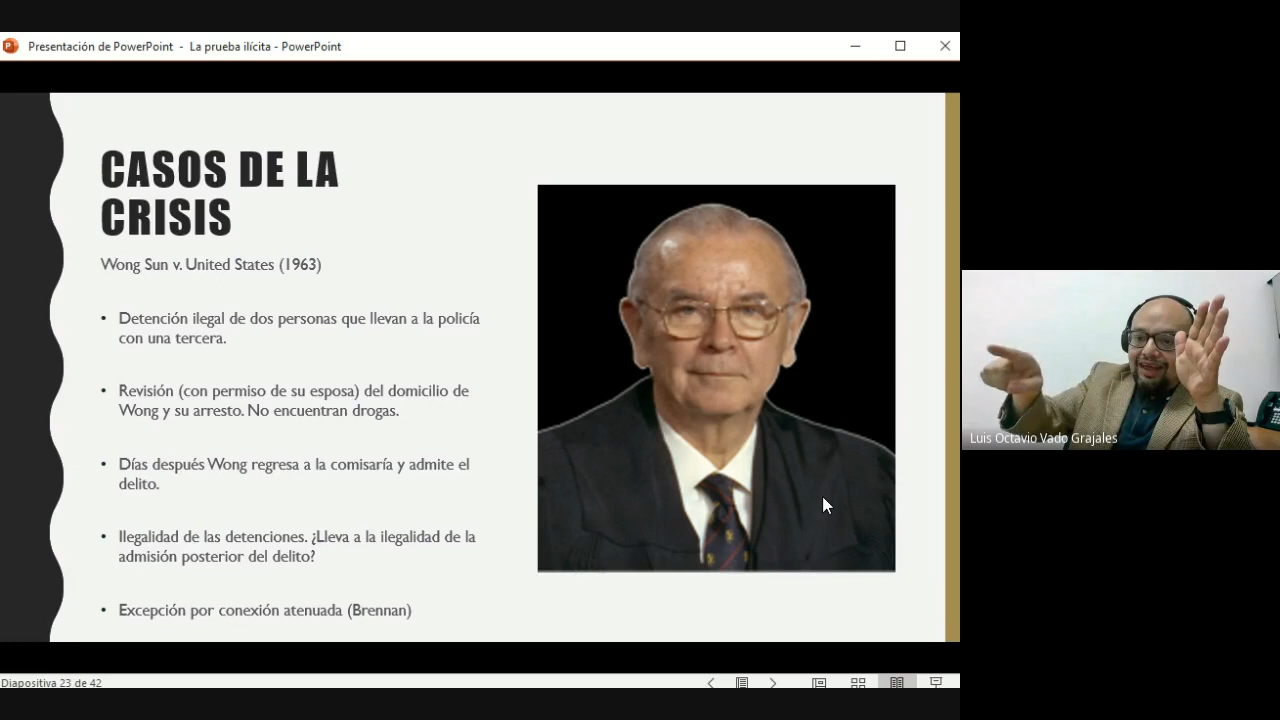 Presentación de PowerPoint - La prueba ilícita - PowerPoint
CASOS DE LA
CRISIS
Wong Sun v. United States (1963)
• Detención ilegal de dos personas que llevan a la policía
con una tercera.
• Revisión (con permiso de su esposa) del domicilio de
Wong y su arresto. No encuentran drogas.
• Días después Wong regresa a la comisaría y admite el
delito.
• Ilegalidad de las detenciones. ¿Lleva a la ilegalidad de la
admisión posterior del delito?
• Excepción por conexión atenuada (Brennan)
Luis Octavio Vado Grajales
Diapositiva 23 de 42